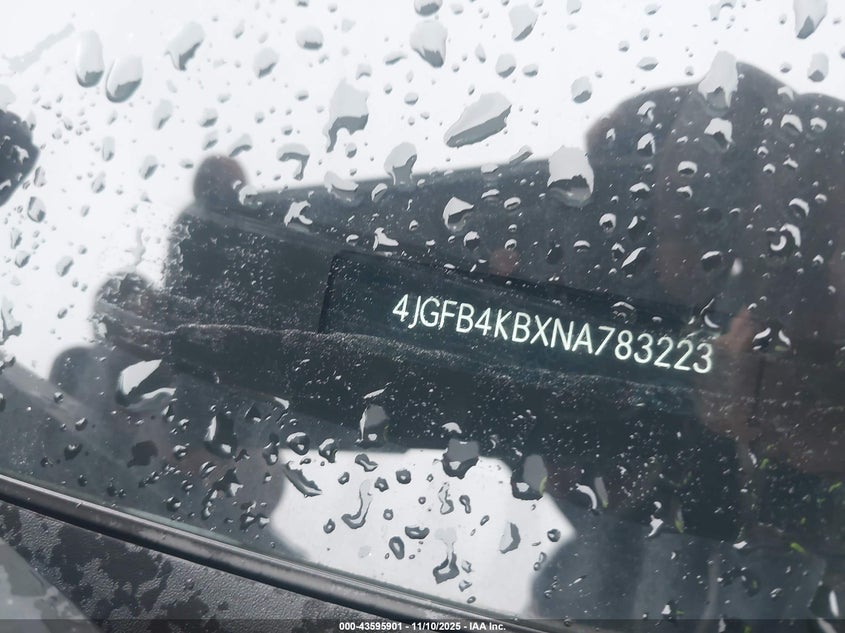 4JGFB4KBXNA783223
000-43595901 - 11/10/2025 - IAA Inc.